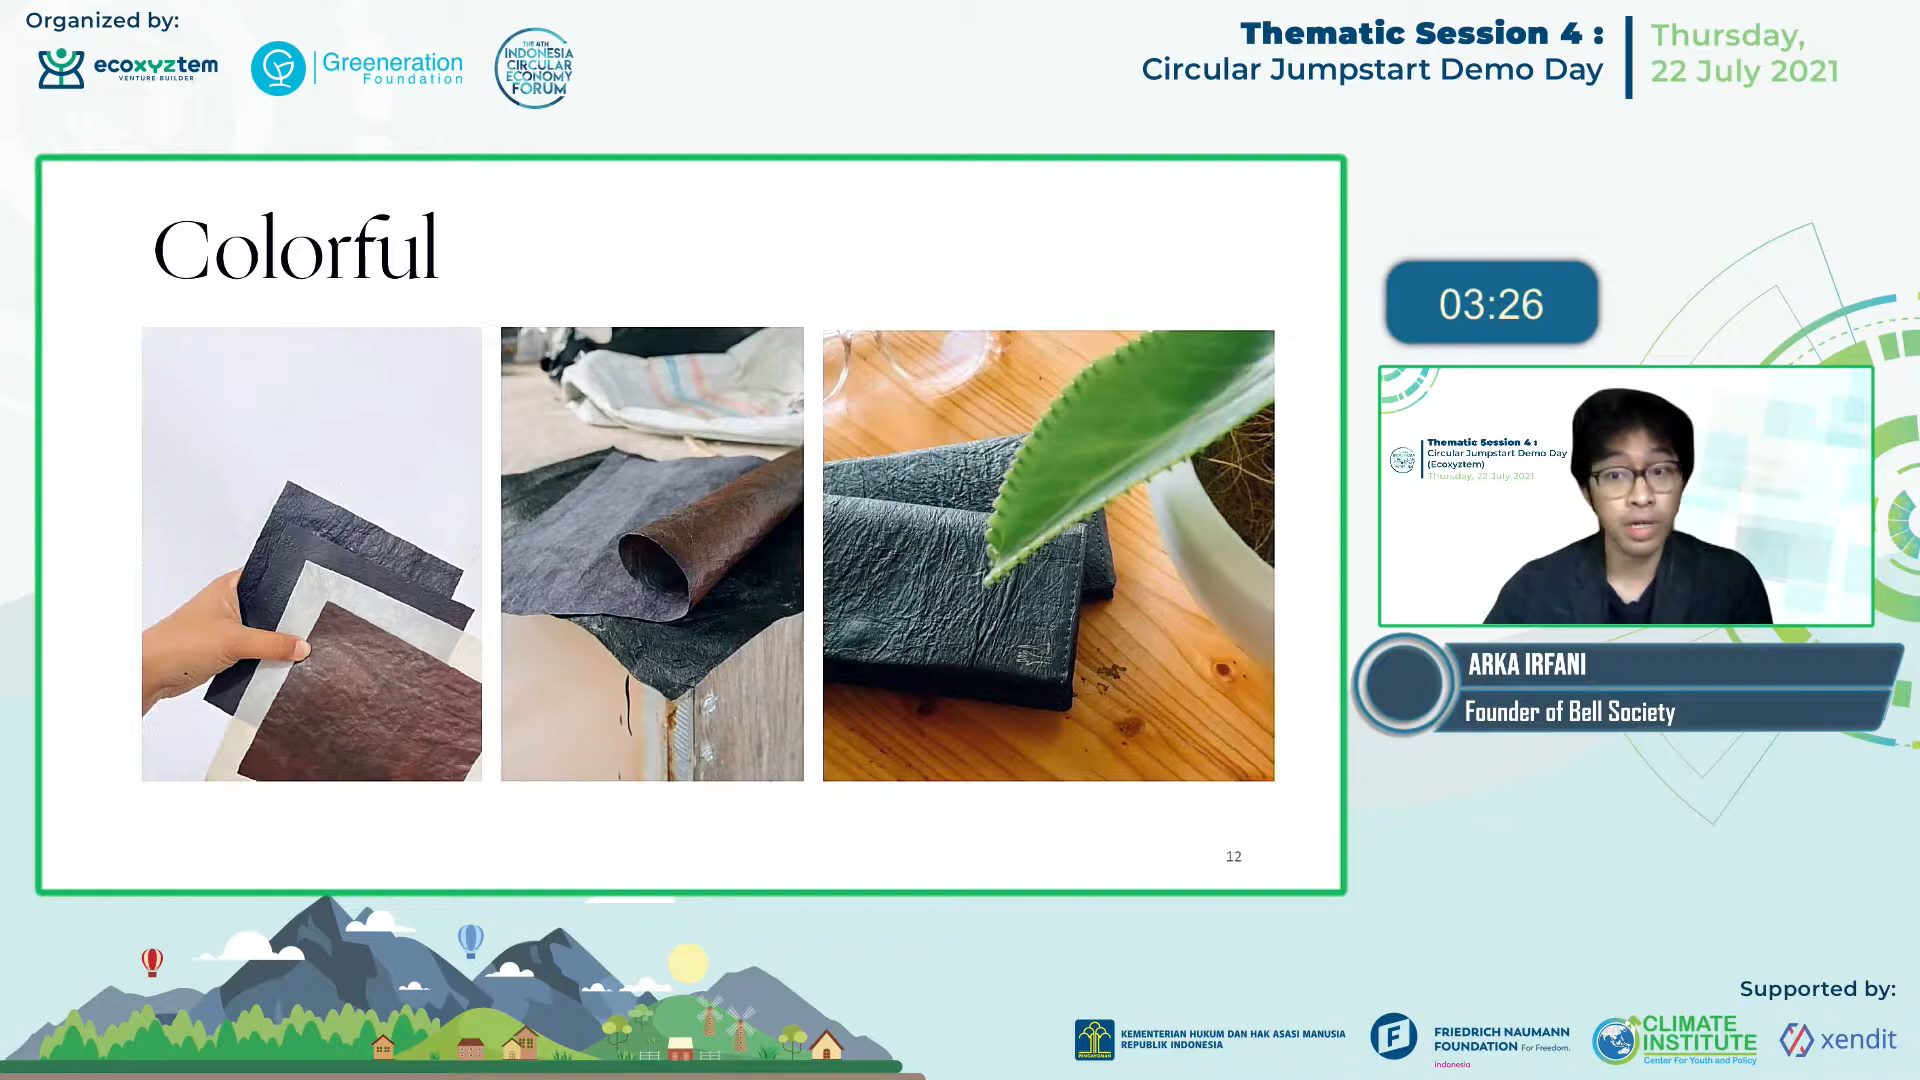 Organized by:
ecoxyztem
VENTURE BUILDER
Greeneration
Foundation
THE 4TH
INDONESIA
CIRCULAR
ECONOMY
FORUM
Thematic Session 4 :
Circular Jumpstart Demo Day
Thursday,
22 July 2021
Colorful
12
03:26
Thematic Session 4 :
Circular Jumpstart Demo Day
(Ecoxyztem)
Thursday, 22 July 2021
ARKA IRFANI
Founder of Bell Society
Supported by:
PENGAYOMAN
KEMENTERIAN HUKUM DAN HAK ASASI MANUSIA
REPUBLIK INDONESIA
FRIEDRICH NAUMANN
FOUNDATION For Freedom.
Indonesia
CLIMATE
INSTITUTE
Center For Youth and Policy
xendit